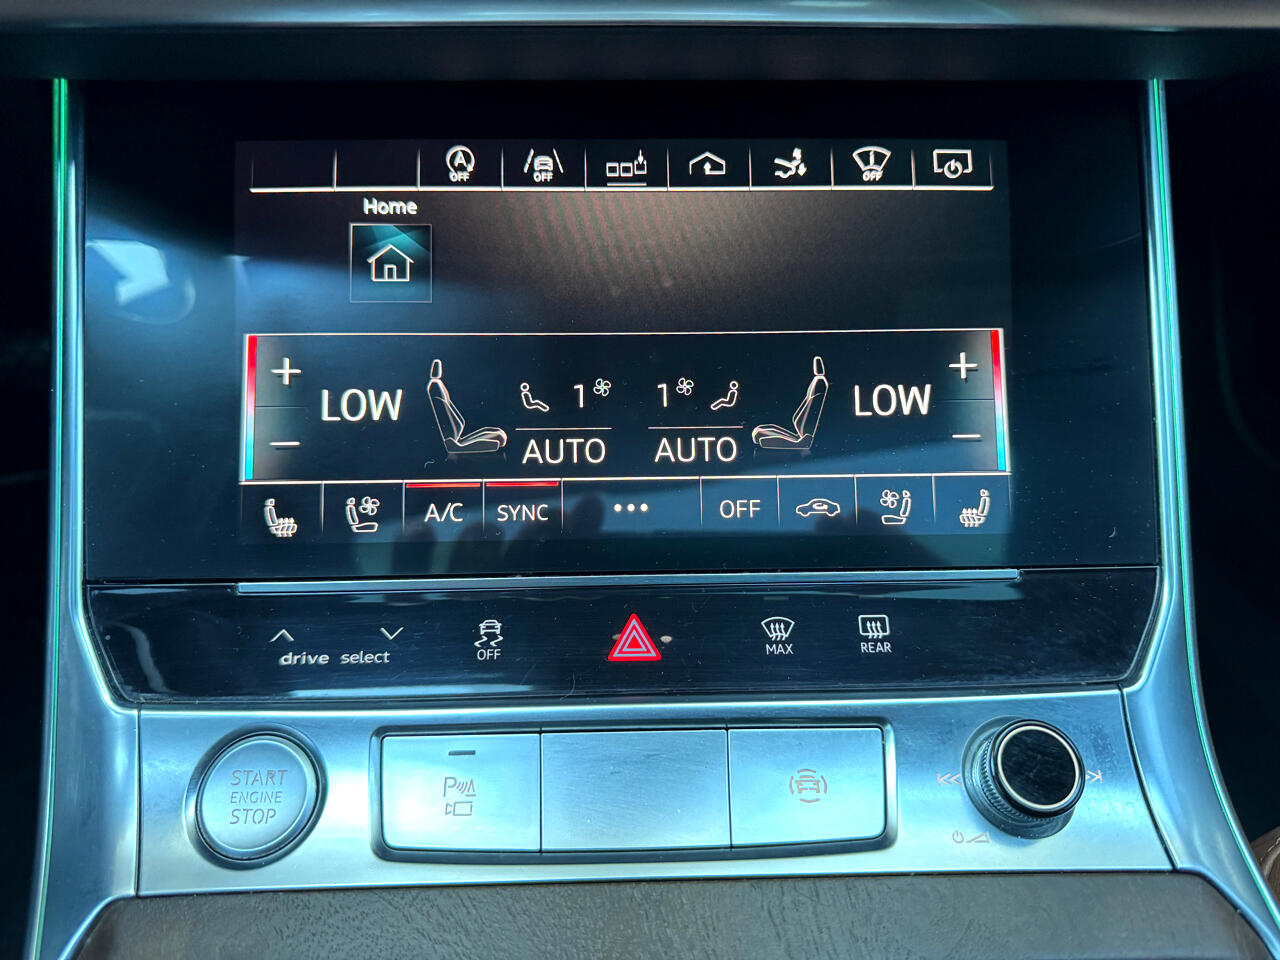 A
OFF
OFF
OFF
Home
LOW
1
1
LOW
AUTO
AUTO
A/C
SYNC
•••
OFF
drive select
OFF
MAX
REAR
START
ENGINE
STOP
P